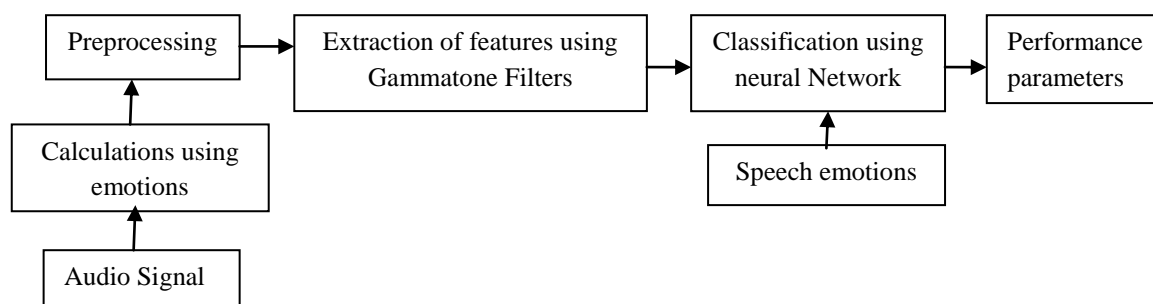 Preprocessing
Extraction of features using
Gammatone Filters
Classification using
neural Network
Performance
parameters
Calculations using
emotions
Speech emotions
Audio Signal